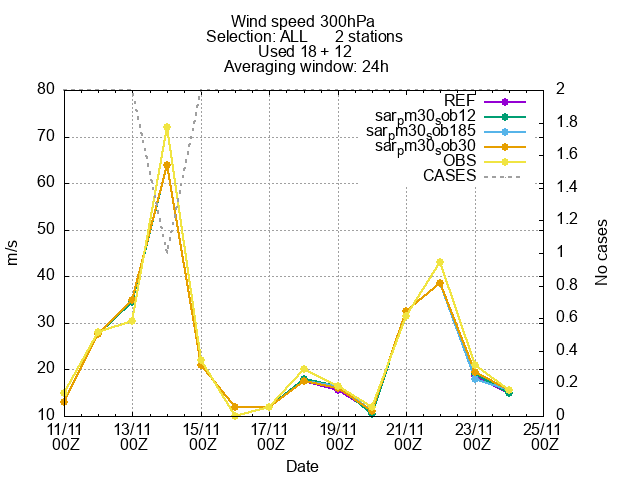 Wind speed 300hPa
Selection: ALL 2 stations
Used 18 + 12
Averaging window: 24h
REF
sarpm30sob12
sarpm30sob185
sarpm30sob30
OBS
CASES
80
70
60
50
40
30
20
10
m/s
2
1.8
1.6
1.4
1.2
1
0.8
0.6
0.4
0.2
0
No cases
11/11 13/11 15/11 17/11 19/11 21/11 23/11 25/11
00Z 00Z 00Z 00Z 00Z 00Z 00Z 00Z
Date